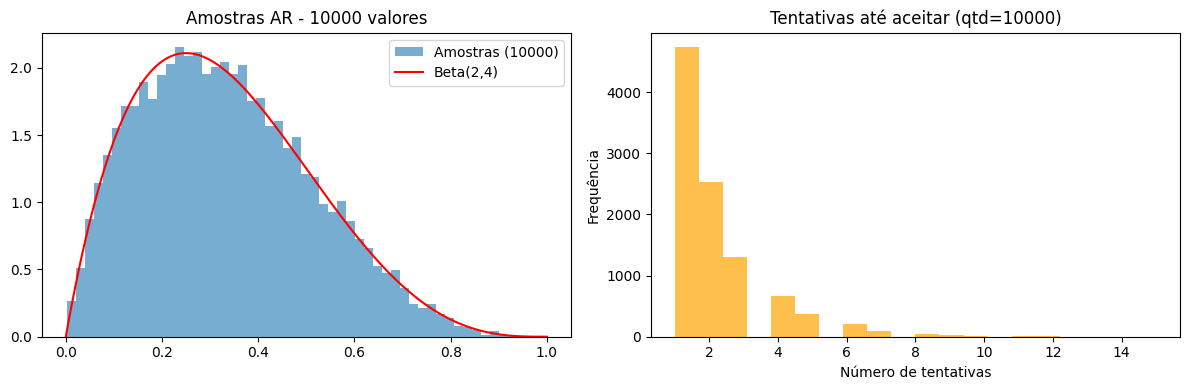 Amostras AR - 10000 valores
2.0
1.5
1.0
0.5
0.0
0.0 0.2 0.4 0.6 0.8 1.0
Amostras (10000)
Beta(2,4)
Tentativas até aceitar (qtd=10000)
Frequência
4000
3000
2000
1000
0
2 4 6 8 10 12 14
Número de tentativas